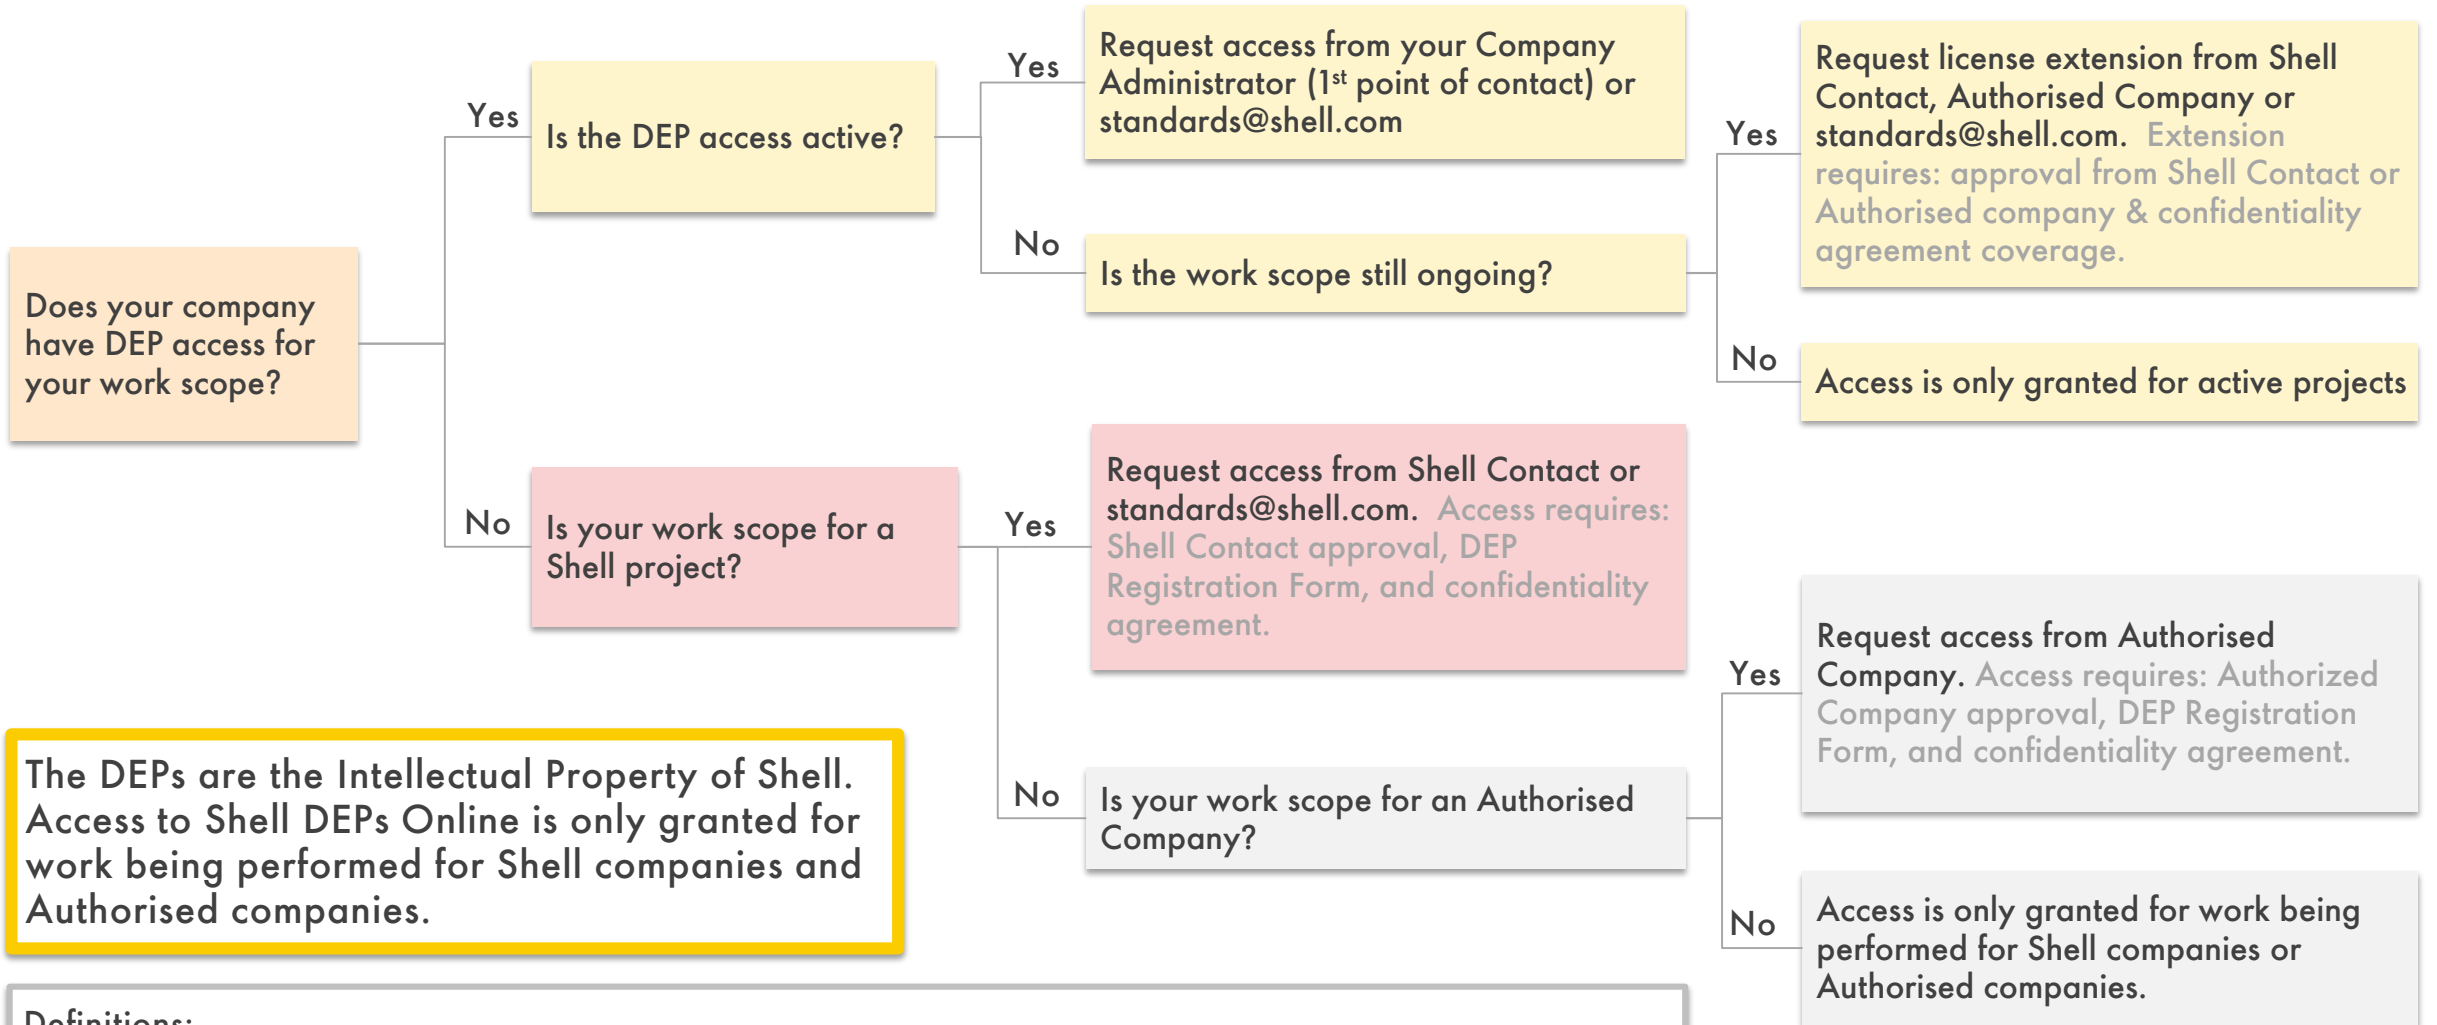 Does your company
have DEP access for
your work scope?
Yes
Is the DEP access active?
Yes
Request access from your Company
Administrator (1st point of contact) or
standards@shell.com
No
Is the work scope still ongoing?
Yes
Request license extension from Shell
Contact, Authorised Company or
standards@shell.com. Extension
requires: approval from Shell Contact or
Authorised company & confidentiality
agreement coverage.
No
Access is only granted for active projects
No
Is your work scope for a
Shell project?
Yes
Request access from Shell Contact or
standards@shell.com. Access requires:
Shell Contact approval, DEP
Registration Form, and confidentiality
agreement.
No
Is your work scope for an Authorised
Company?
Yes
Request access from Authorised
Company. Access requires: Authorized
Company approval, DEP Registration
Form, and confidentiality agreement.
No
Access is only granted for work being
performed for Shell companies or
Authorised companies.
The DEPs are the Intellectual Property of Shell.
Access to Shell DEPs Online is only granted for
work being performed for Shell companies and
Authorised companies.
Definitions: